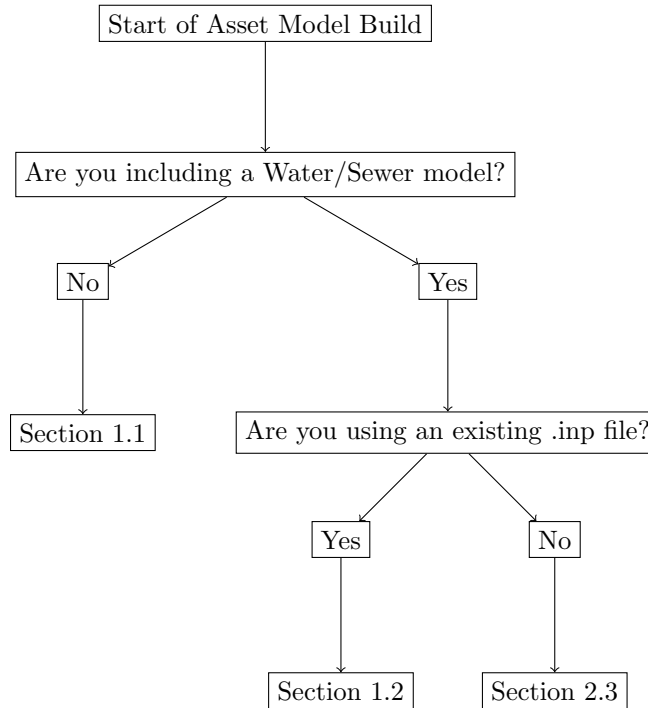 Start of Asset Model Build
Are you including a Water/Sewer model?
No
Yes
Section 1.1
Are you using an existing .inp file?
Yes
No
Section 1.2
Section 2.3